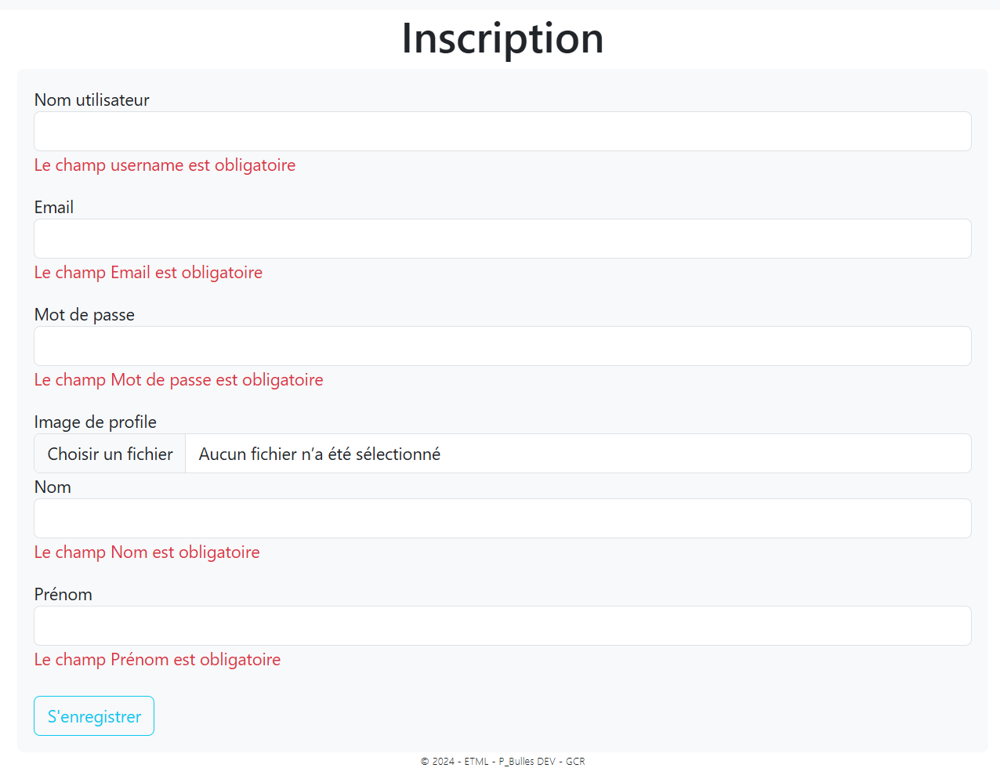 Inscription
Nom utilisateur
Le champ username est obligatoire
Email
Le champ Email est obligatoire
Mot de passe
Le champ Mot de passe est obligatoire
Image de profile
Choisir un fichier Aucun fichier n’a été sélectionné
Nom
Le champ Nom est obligatoire
Prénom
Le champ Prénom est obligatoire
S'enregistrer
© 2024 - ETML - P_Bulles DEV - GCR